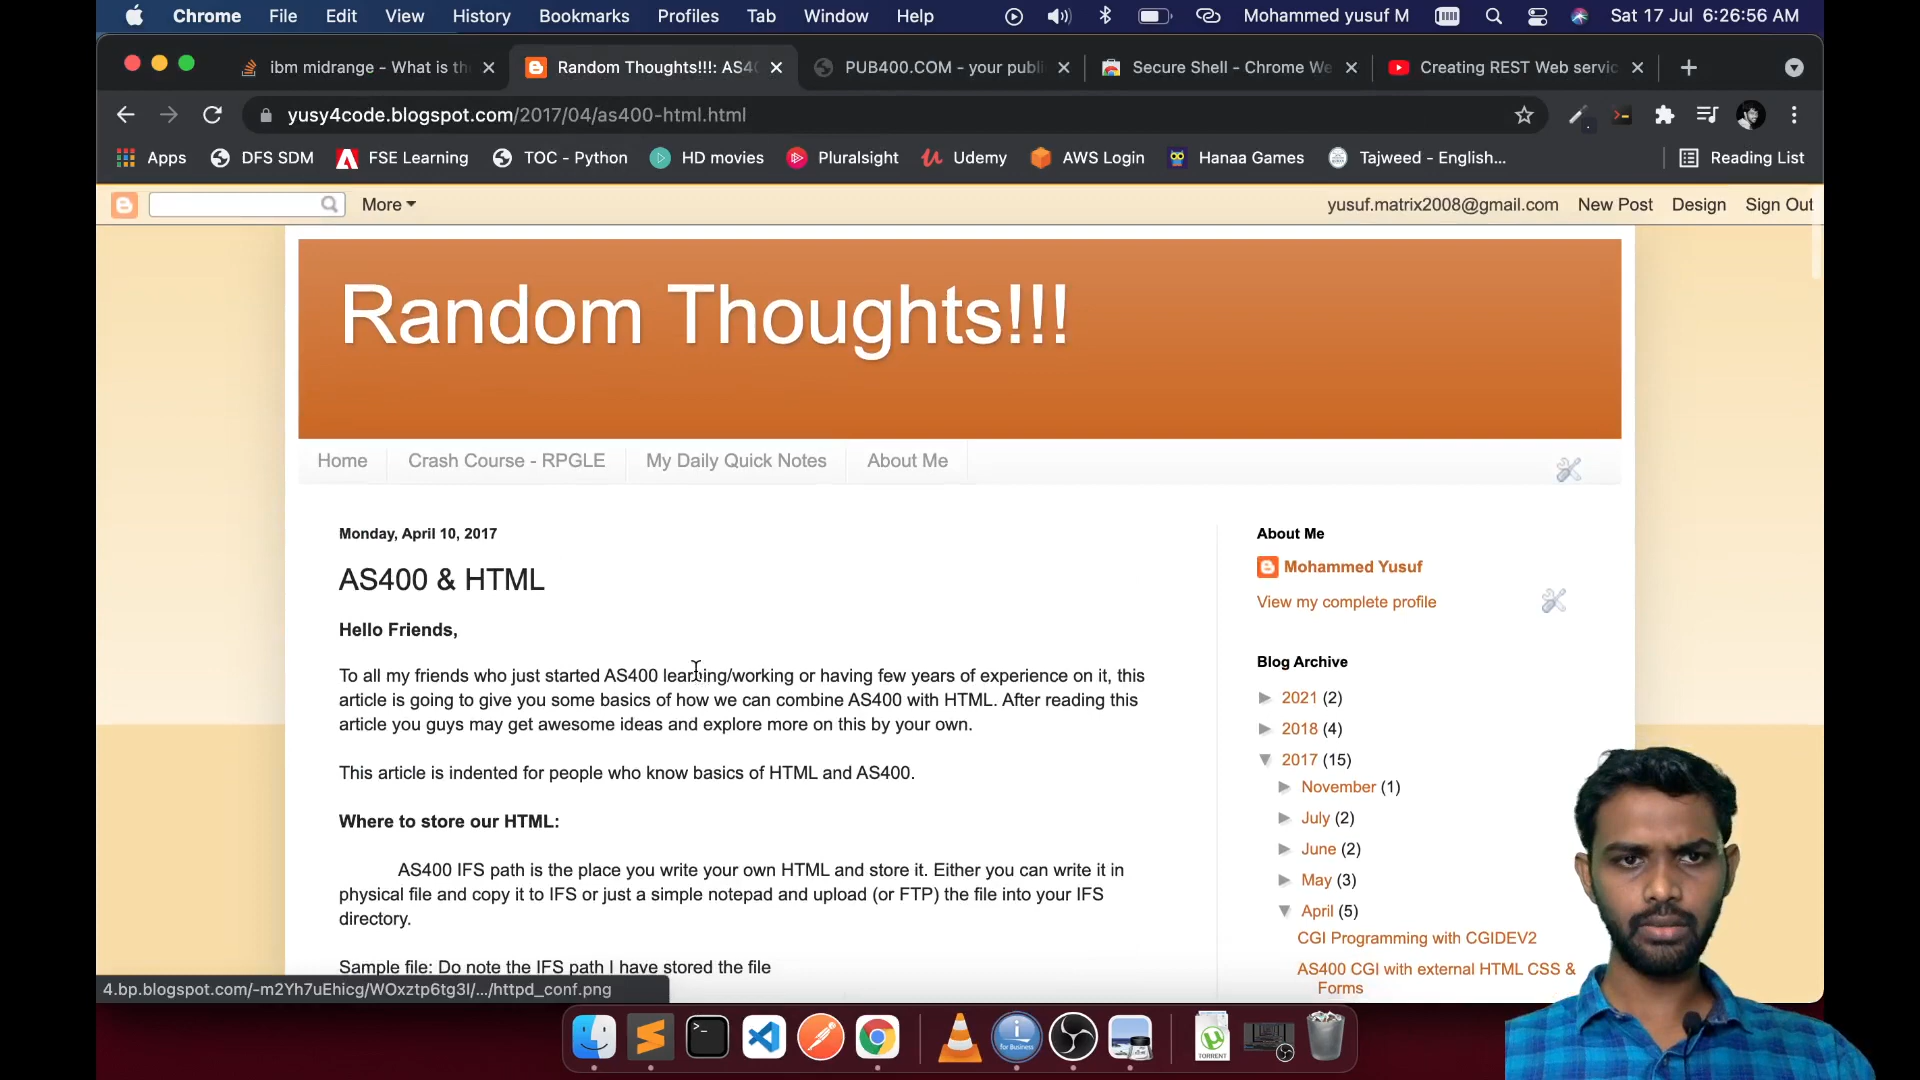 Chrome File Edit View History Bookmarks Profiles Tab Window Help Mohammed yusuf M Sat 17 Jul 6:26:56 AM
ibm midrange - What is th Random Thoughts!!!: AS40 PUB400.COM - your publi Secure Shell - Chrome We Creating REST Web servic
yusy4code.blogspot.com/2017/04/as400-html.html
Apps DFS SDM FSE Learning TOC - Python HD movies Pluralsight Udemy AWS Login Hanaa Games Tajweed - English... Reading List
More yusuf.matrix2008@gmail.com New Post Design Sign Out
Random Thoughts!!!
Home Crash Course - RPGLE My Daily Quick Notes About Me
Monday, April 10, 2017
AS400 & HTML
Hello Friends,
To all my friends who just started AS400 learning/working or having few years of experience on it, this
article is going to give you some basics of how we can combine AS400 with HTML. After reading this
article you guys may get awesome ideas and explore more on this by your own.
This article is indented for people who know basics of HTML and AS400.
Where to store our HTML:
AS400 IFS path is the place you write your own HTML and store it. Either you can write it in
physical file and copy it to IFS or just a simple notepad and upload (or FTP) the file into your IFS
directory.
Sample file: Do note the IFS path I have stored the file
About Me
Mohammed Yusuf
View my complete profile
Blog Archive
► 2021 (2)
► 2018 (4)
▼ 2017 (15)
► November (1)
► July (2)
► June (2)
► May (3)
▼ April (5)
CGI Programming with CGIDEV2
AS400 CGI with external HTML CSS &
Forms
4.bp.blogspot.com/-m2Yh7uEhicg/WOxztp6tg3I/.../httpd_conf.png
i
for Business
TORRENT